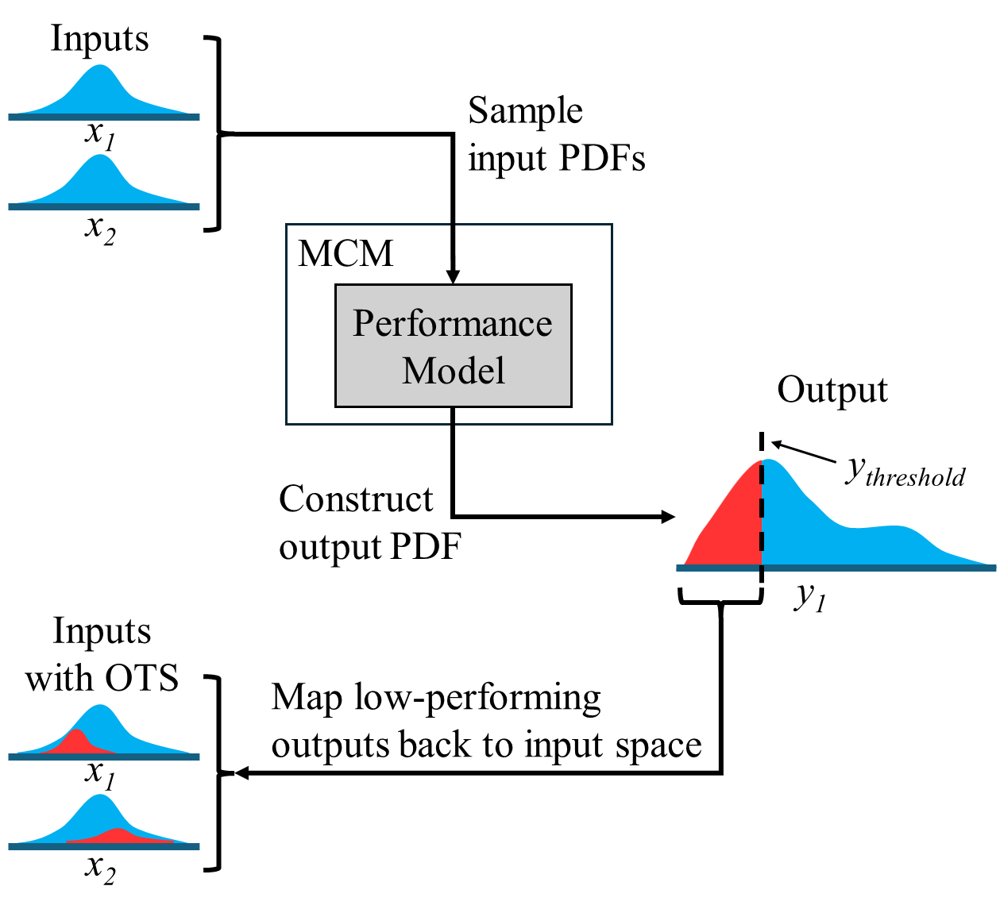 Inputs
x1
x2
Sample
input PDFs
MCM
Performance
Model
Output
ythreshold
Construct
output PDF
y1
Inputs
with OTS
Map low-performing
outputs back to input space
x1
x2